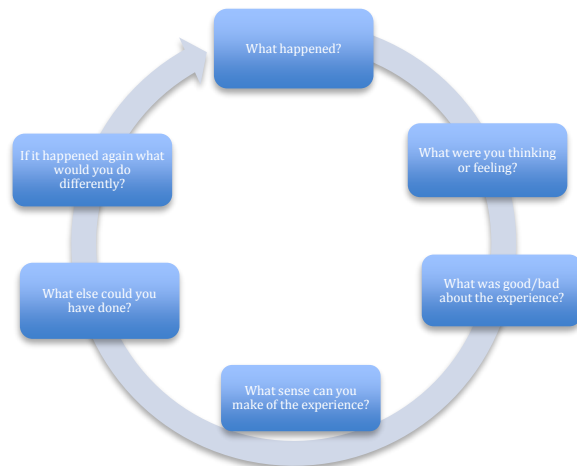 What happened?
What were you thinking
or feeling?
What was good/bad
about the experience?
What sense can you
make of the experience?
What else could you
have done?
If it happened again what
would you do
differently?